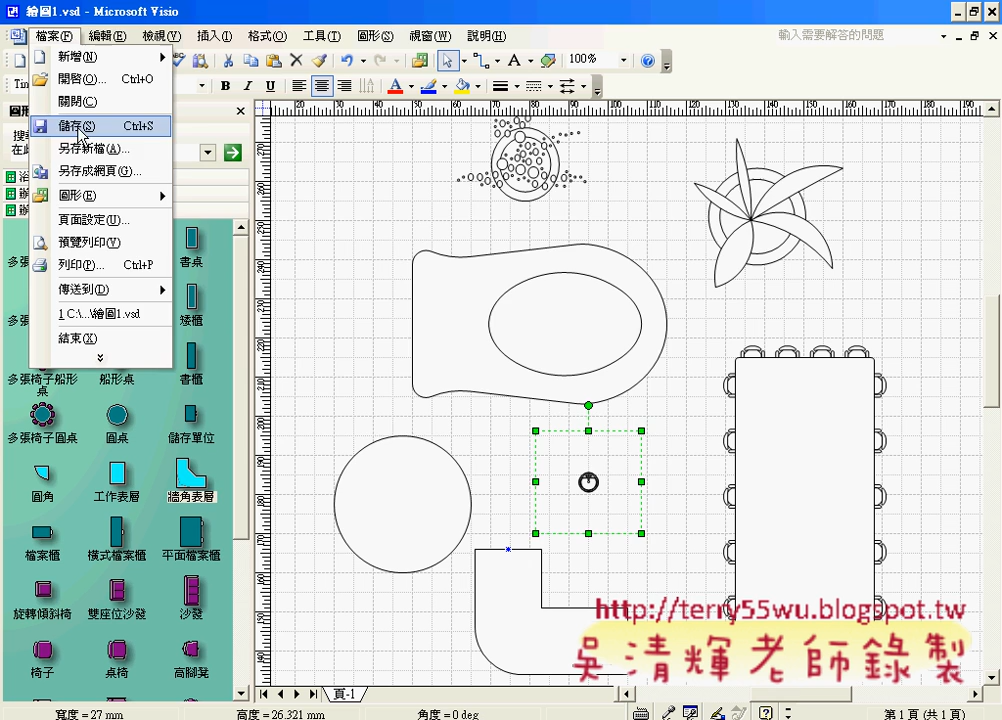 繪圖1.vsd - Microsoft Visio
檔案(F) 編輯(E) 檢視(V) 插入(I) 格式(O) 工具(T) 圖形(S) 視窗(W) 說明(H) 輸入需要解答的問題
100%
B I U
新增(N)
開啓(O)... Ctrl+O
關閉(C)
儲存(S) Ctrl+S
另存新檔(A)...
另存成網頁(G)...
圖形(E)
頁面設定(U)...
預覽列印(V)
列印(P)... Ctrl+P
傳送到(D)
1 C:\...\繪圖1.vsd
結束(X)
書桌
矮櫃
多張椅子船形桌 船形桌 書櫃
多張椅子圓桌 圓桌 儲存單位
圓角 工作表層 牆角表層
檔案櫃 橫式檔案櫃 平面檔案櫃
旋轉傾斜椅 雙座位沙發 沙發
椅子 桌椅 高腳凳
http://terry55wu.blogspot.tw
吳清輝老師錄製
頁-1
寬度 = 27 mm 高度 = 26.321 mm 角度 = 0 deg 第 1 頁 (共 1 頁)